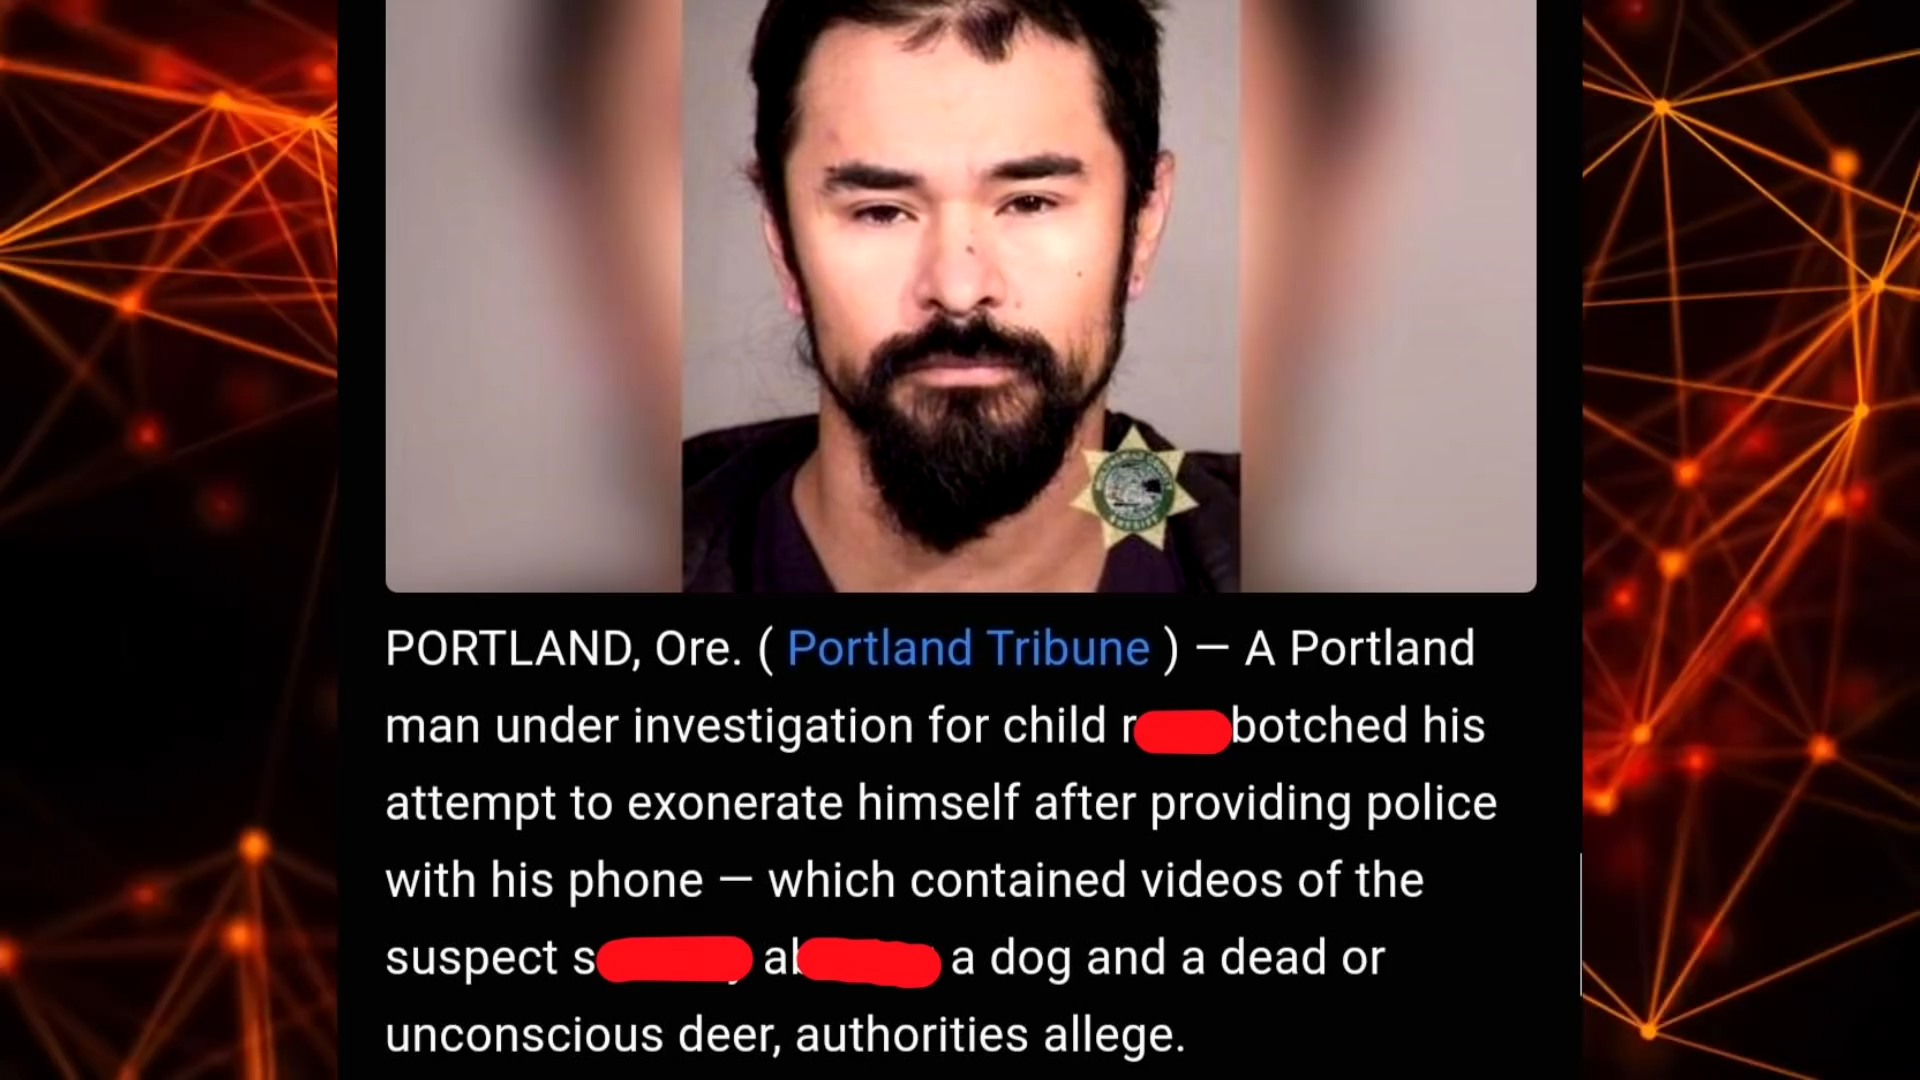 SHERIFF
PORTLAND, Ore. ( Portland Tribune ) — A Portland
man under investigation for child r botched his
attempt to exonerate himself after providing police
with his phone — which contained videos of the
suspect s a a dog and a dead or
unconscious deer, authorities allege.